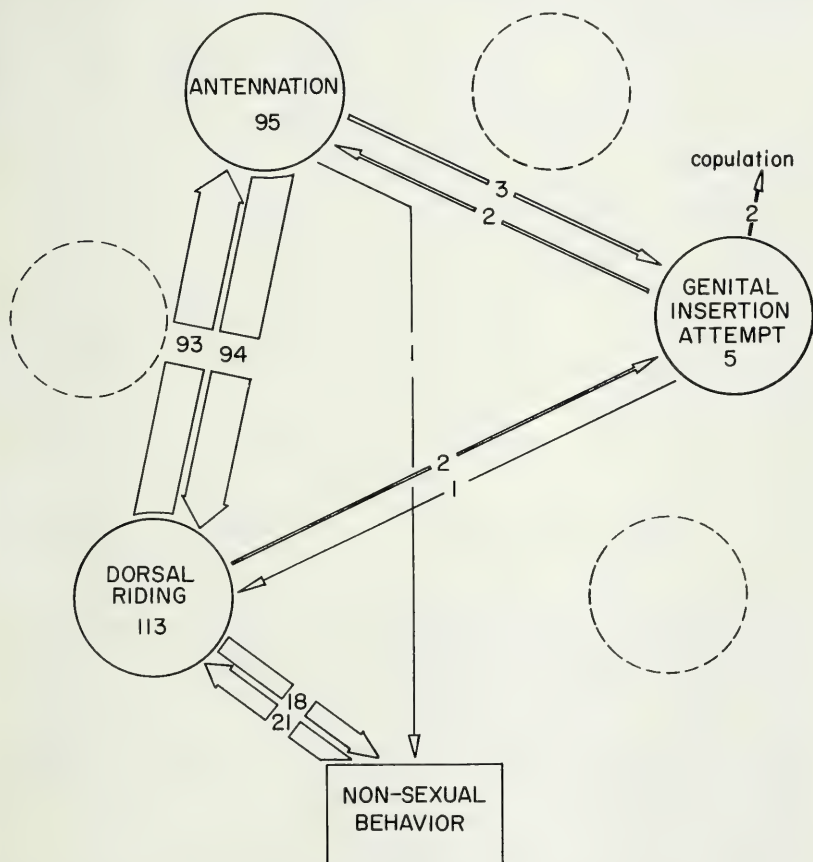 ANTENNATION
95
copulation
2
3
2
GENITAL
INSERTION
ATTEMPT
5
93 94
1
2
1
DORSAL
RIDING
113
18
21
NON-SEXUAL
BEHAVIOR